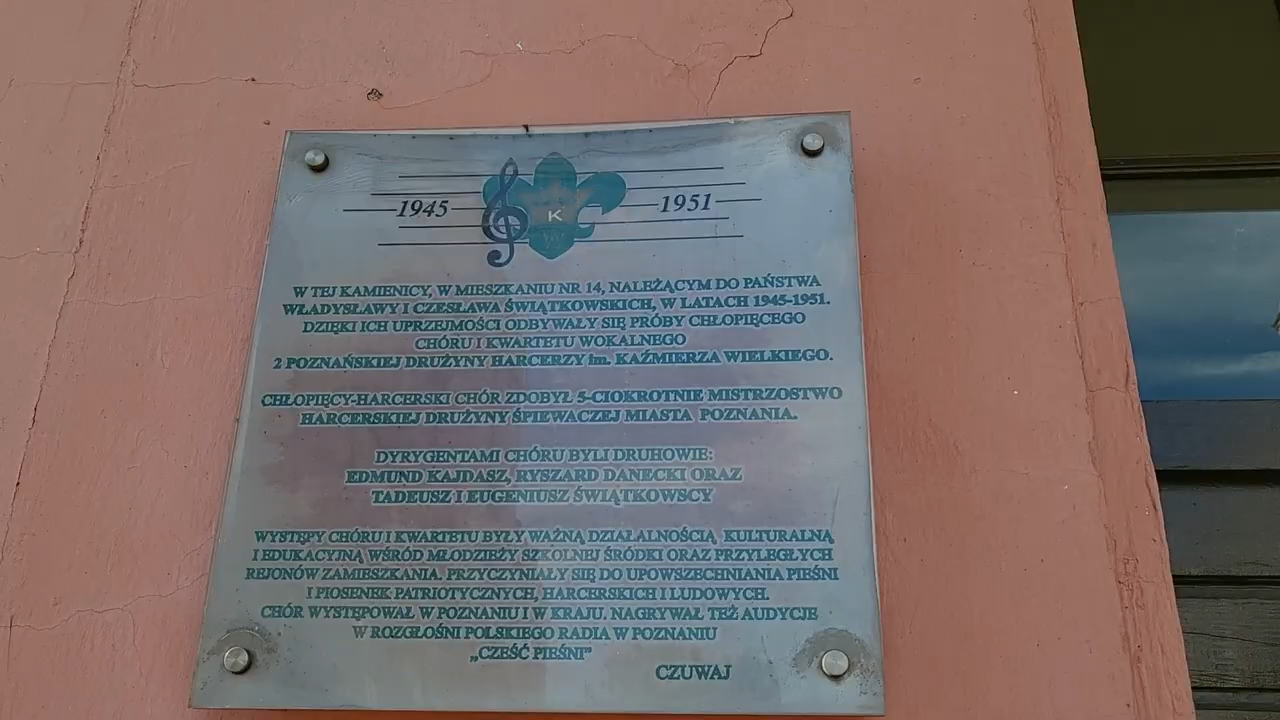 1945 1951
K
W TEJ KAMIENICY, W MIESZKANIU NR 14, NALEŻĄCYM DO PAŃSTWA
WŁADYSŁAWY I CZESŁAWA ŚWIĄTKOWSKICH, W LATACH 1945-1951.
DZIĘKI ICH UPRZEJMOŚCI ODBYWAŁY SIĘ PRÓBY CHŁOPIĘCEGO
CHÓRU I KWARTETU WOKALNEGO
2 POZNAŃSKIEJ DRUŻYNY HARCERZY im. KAŹMIERZA WIELKIEGO.
CHŁOPIĘCY-HARCERSKI CHÓR ZDOBYŁ 5-CIOKROTNIE MISTRZOSTWO
HARCERSKIEJ DRUŻYNY ŚPIEWACZEJ MIASTA POZNANIA.
DYRYGENTAMI CHÓRU BYLI DRUHOWIE:
EDMUND KAJDASZ, RYSZARD DANECKI ORAZ
TADEUSZ I EUGENIUSZ ŚWIĄTKOWSCY
WYSTĘPY CHÓRU I KWARTETU BYŁY WAŻNĄ DZIAŁALNOŚCIĄ KULTURALNĄ
I EDUKACYJNĄ WŚRÓD MŁODZIEŻY SZKOLNEJ ŚRÓDKI ORAZ PRZYLEGŁYCH
REJONÓW ZAMIESZKANIA. PRZYCZYNIAŁY SIĘ DO UPOWSZECHNIANIA PIEŚNI
I PIOSENEK PATRIOTYCZNYCH, HARCERSKICH I LUDOWYCH.
CHÓR WYSTĘPOWAŁ W POZNANIU I W KRAJU. NAGRYWAŁ TEŻ AUDYCJE
W ROZGŁOŚNI POLSKIEGO RADIA W POZNANIU
„CZEŚĆ PIEŚNI"
CZUWAJ